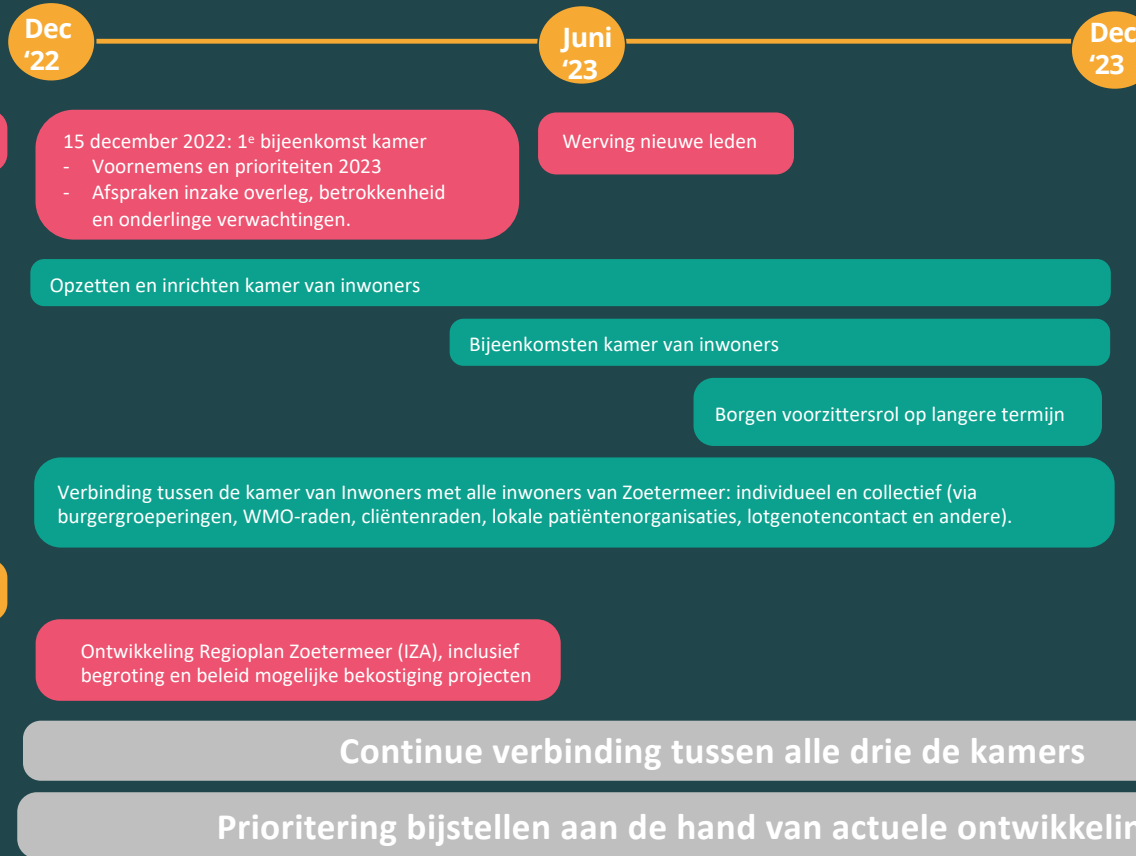 Dec
‘22
Juni
‘23
Dec
‘23
15 december 2022: 1e bijeenkomst kamer
- Voornemens en prioriteiten 2023
- Afspraken inzake overleg, betrokkenheid
en onderlinge verwachtingen.
Werving nieuwe leden
Opzetten en inrichten kamer van inwoners
Bijeenkomsten kamer van inwoners
Borgen voorzittersrol op langere termijn
Verbinding tussen de kamer van Inwoners met alle inwoners van Zoetermeer: individueel en collectief (via
burgergroeperingen, WMO-raden, cliëntenraden, lokale patiëntenorganisaties, lotgenotencontact en andere).
Ontwikkeling Regioplan Zoetermeer (IZA), inclusief
begroting en beleid mogelijke bekostiging projecten
Continue verbinding tussen alle drie de kamers
Prioritering bijstellen aan de hand van actuele